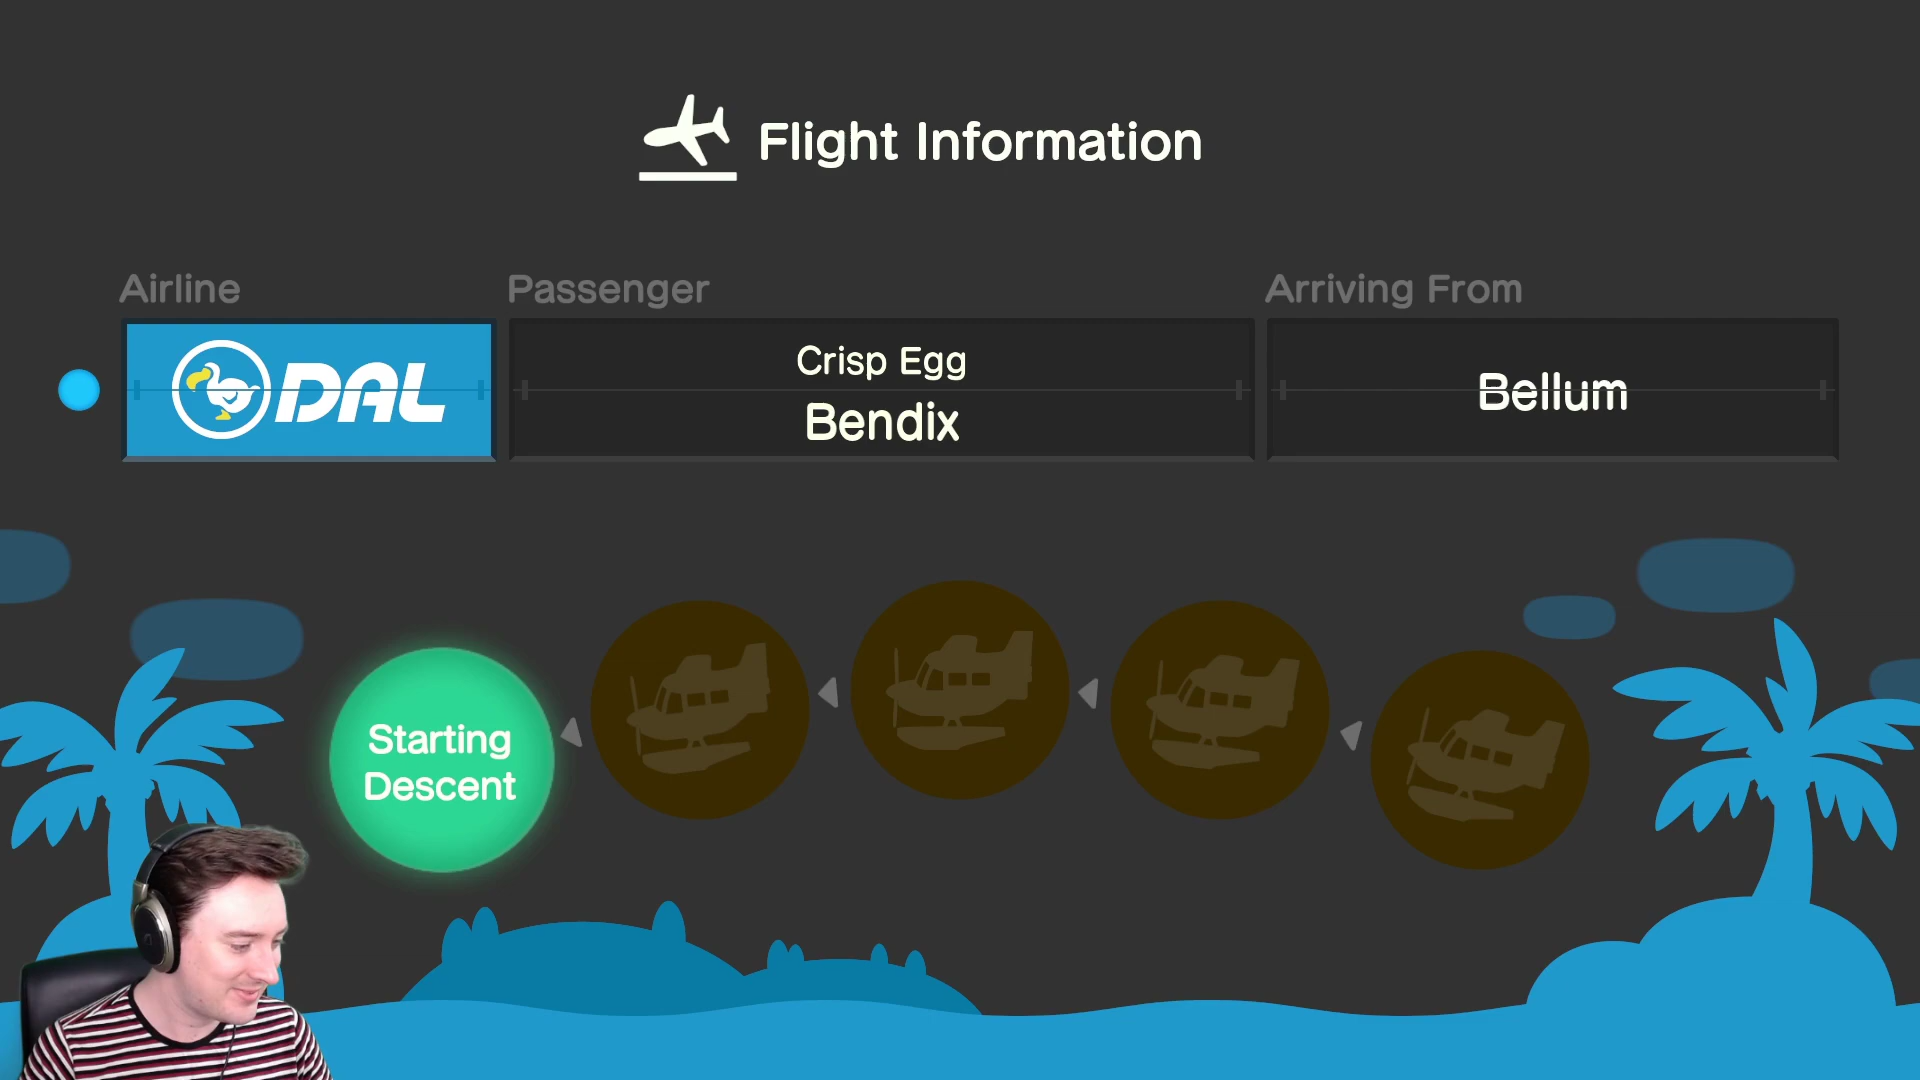 Flight Information
Airline
Passenger
Arriving From
DAL
Crisp Egg
Bendix
Bellum
Starting
Descent